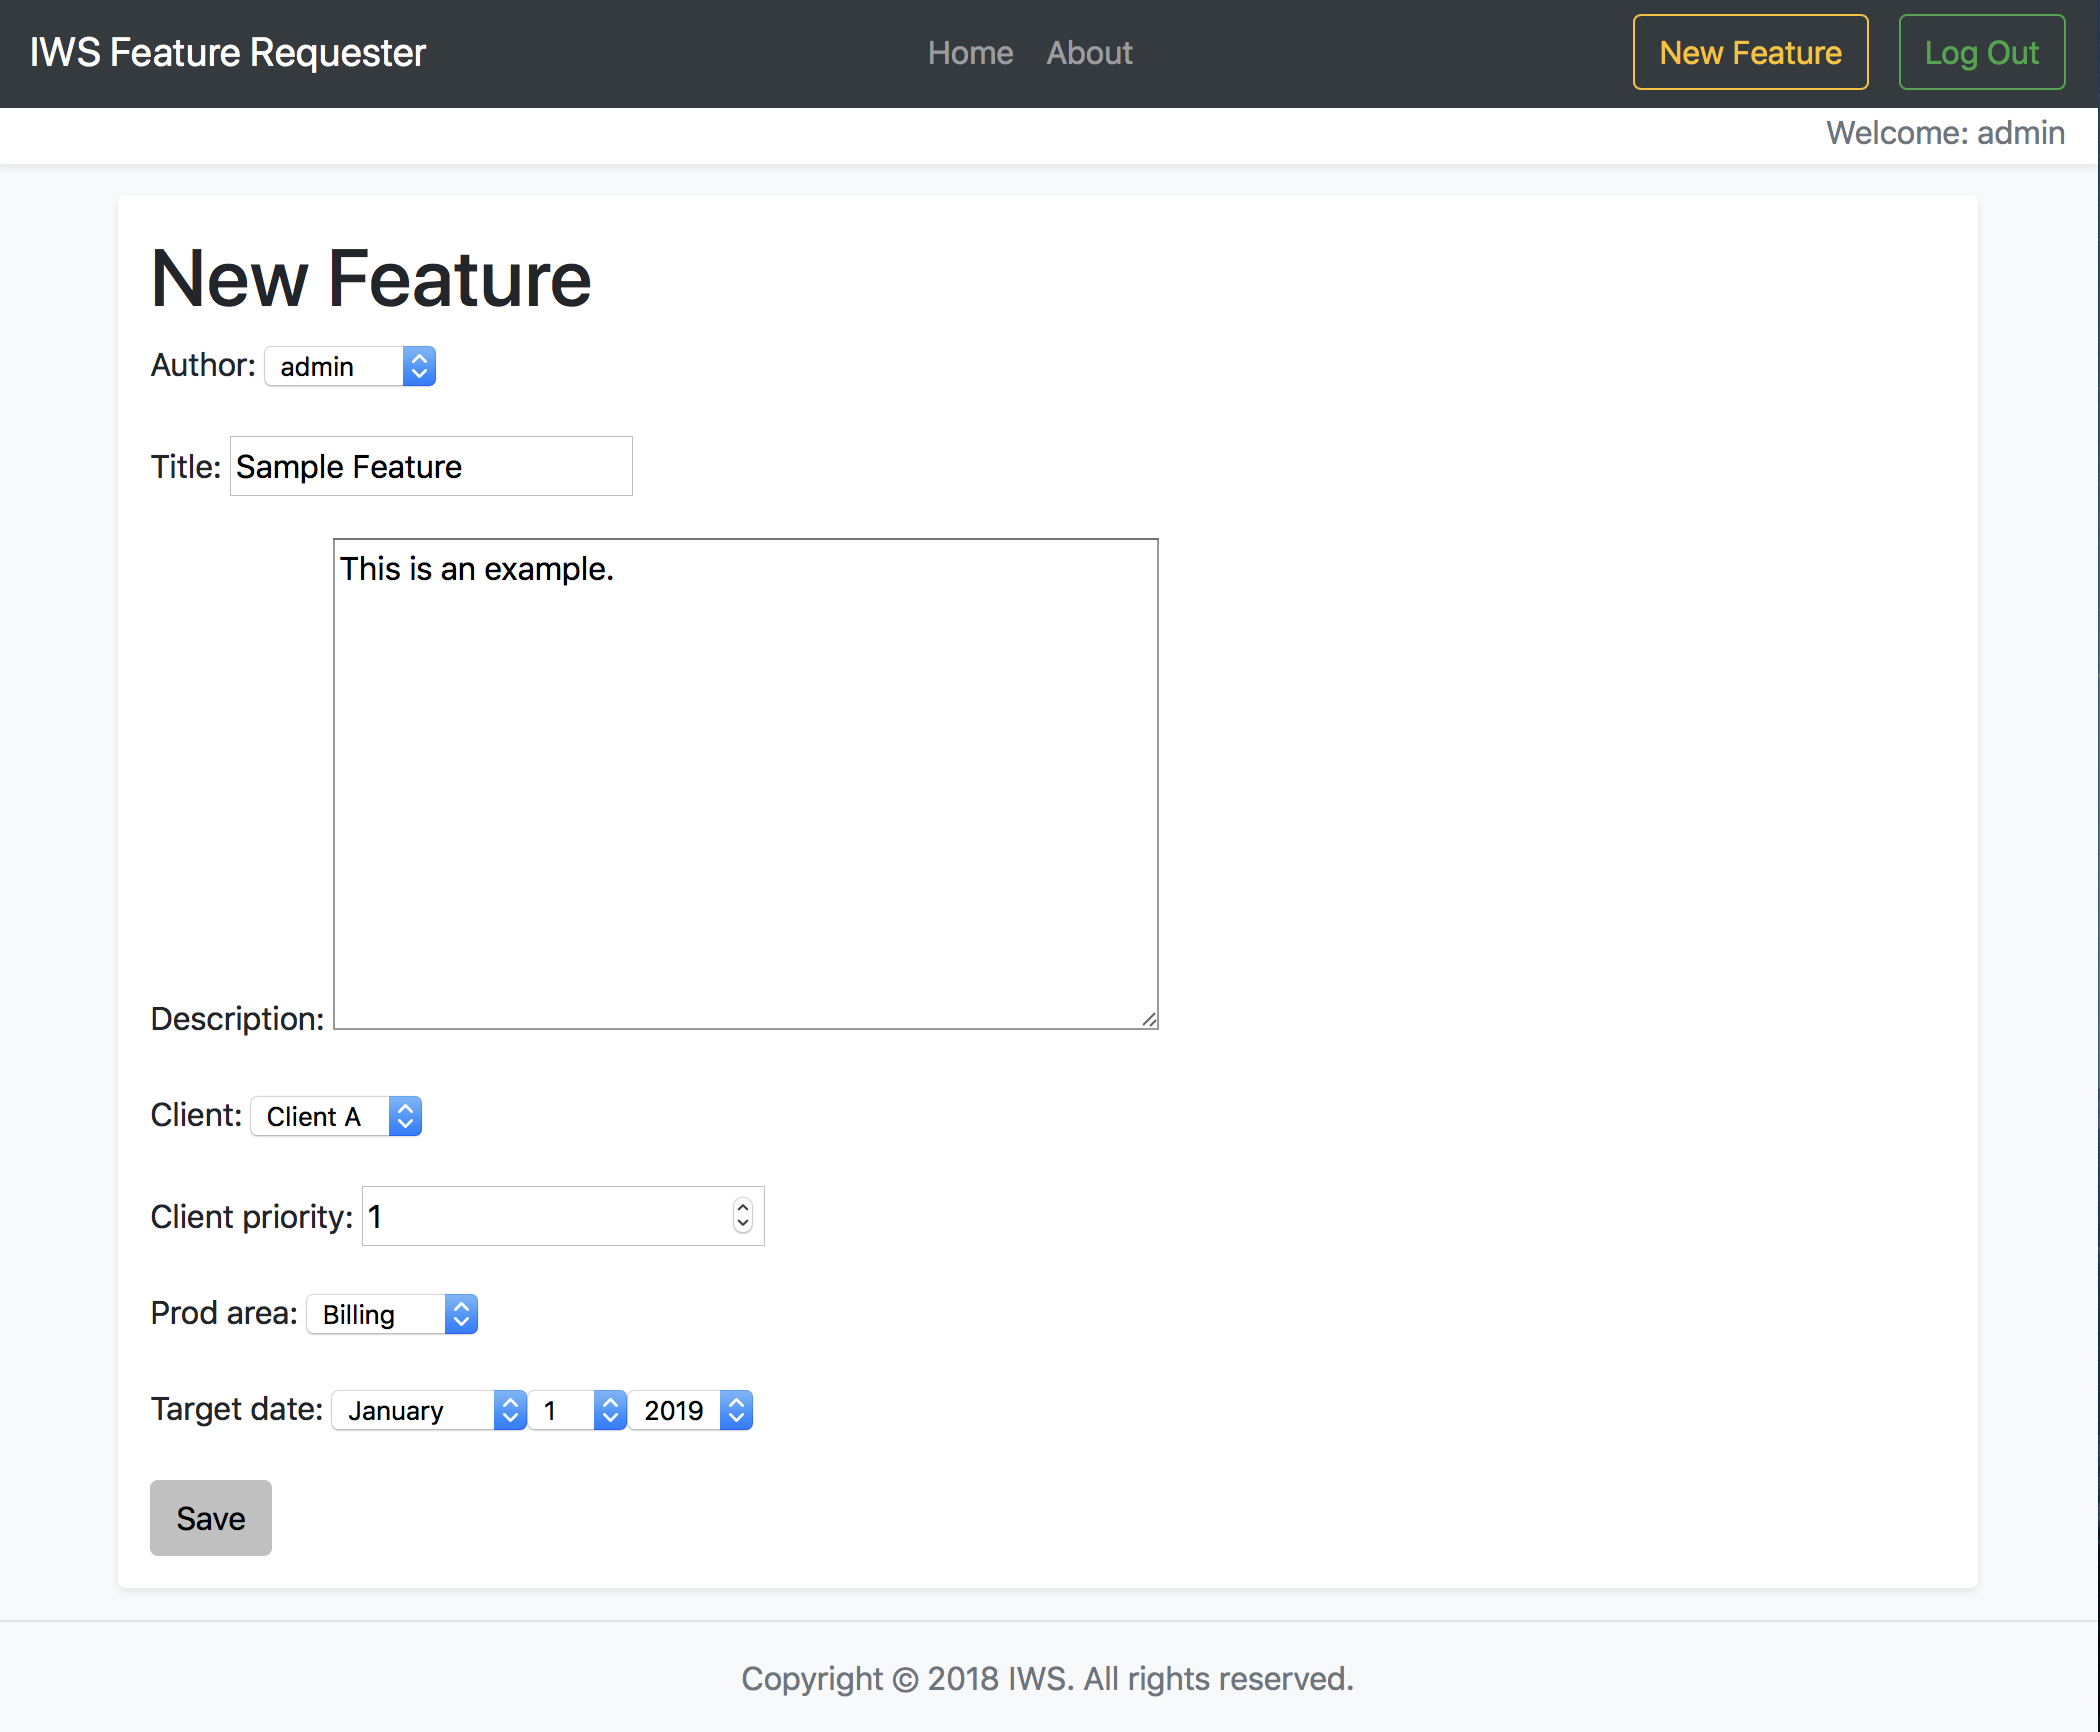 IWS Feature Requester Home About New Feature Log Out
Welcome: admin
New Feature
Author: admin
Title: Sample Feature
This is an example.
Description:
Client: Client A
Client priority: 1
Prod area: Billing
Target date: January 1 2019
Save
Copyright © 2018 IWS. All rights reserved.